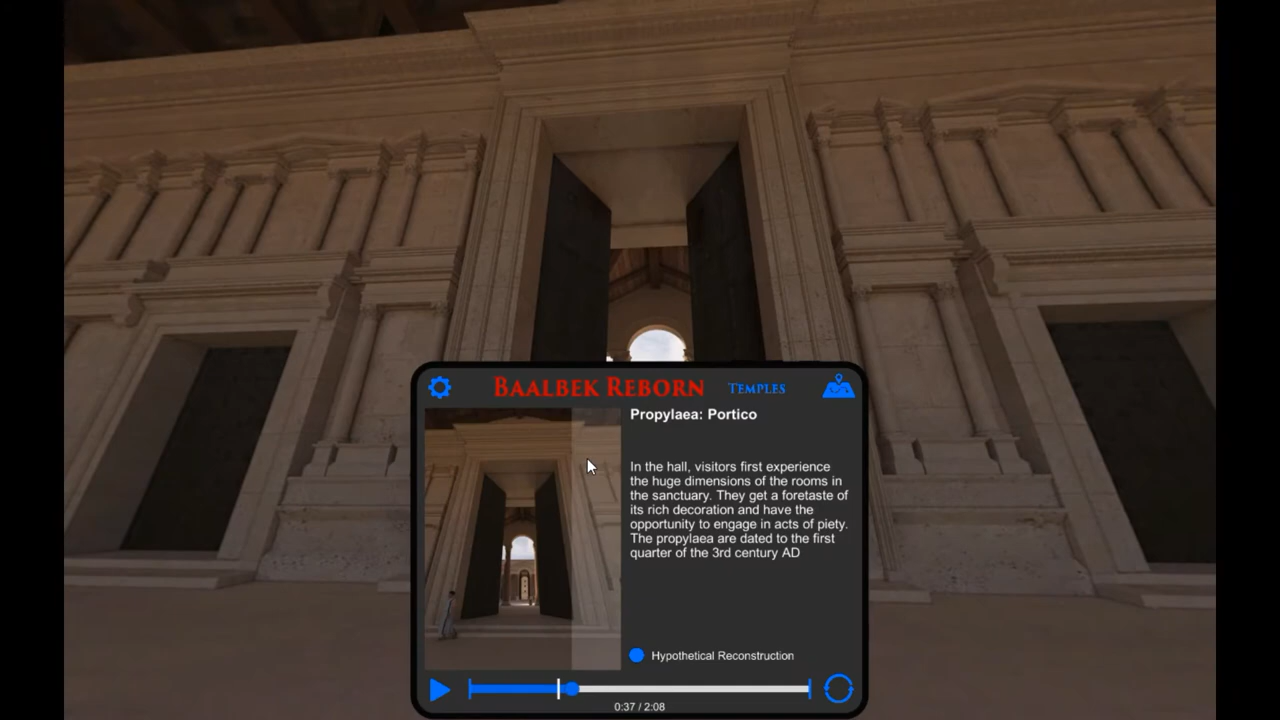 BAALBEK REBORN TEMPLES
Propylaea: Portico
In the hall, visitors first experience
the huge dimensions of the rooms in
the sanctuary. They get a foretaste of
its rich decoration and have the
opportunity to engage in acts of piety.
The propylaea are dated to the first
quarter of the 3rd century AD
Hypothetical Reconstruction
0:37 / 2:08